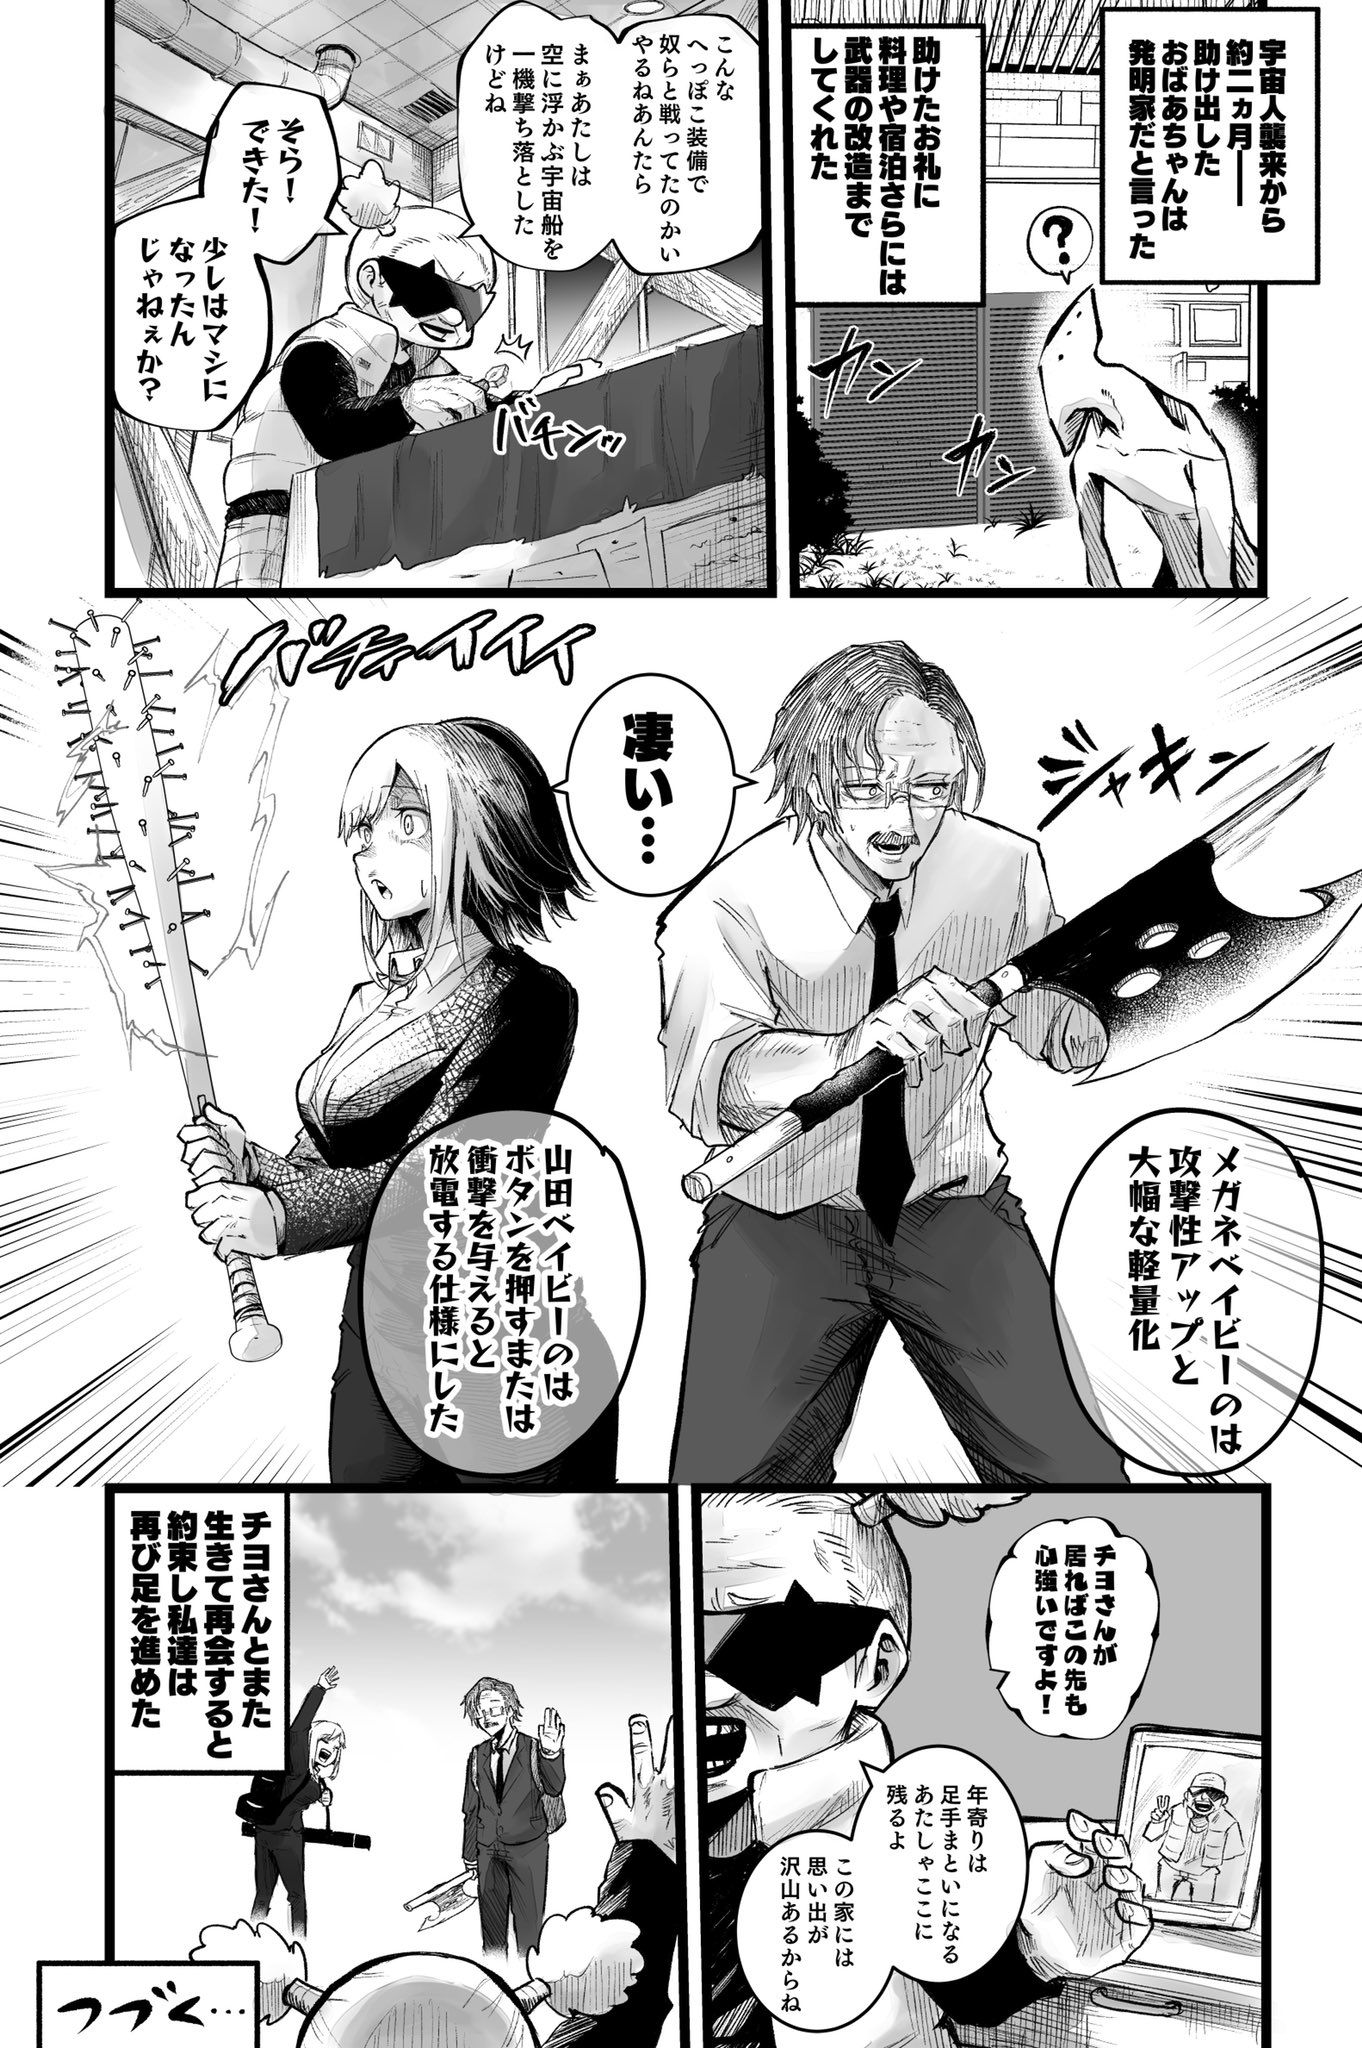 宇宙人襲来から
約二ヵ月――
助け出した
おばあちゃんは
発明家だと言った
?
助けたお礼に
料理や宿泊さらには
武器の改造まで
してくれた
カン
カン
こんな
へっぽこ装備で
奴らと戦ってたのかい
やるねあんたら
まぁあたしは
空に浮かぶ宇宙船を
一機撃ち落とした
けどね
バチンッ
そら!
できた!
少しはマシに
なったん
じゃねぇか?
ジャキン
凄い…
バチィイイイ
メガネベイビーのは
攻撃性アップと
大幅な軽量化
山田ベイビーのは
ボタンを押すまたは
衝撃を与えると
放電する仕様にした
チヨさんが
居ればこの先も
心強いですよ!
年寄りは
足手まといになる
あたしゃここに
残るよ
この家には
思い出が
沢山あるからね
チヨさんとまた
生きて再会すると
約束し私達は
再び足を進めた
つづく…